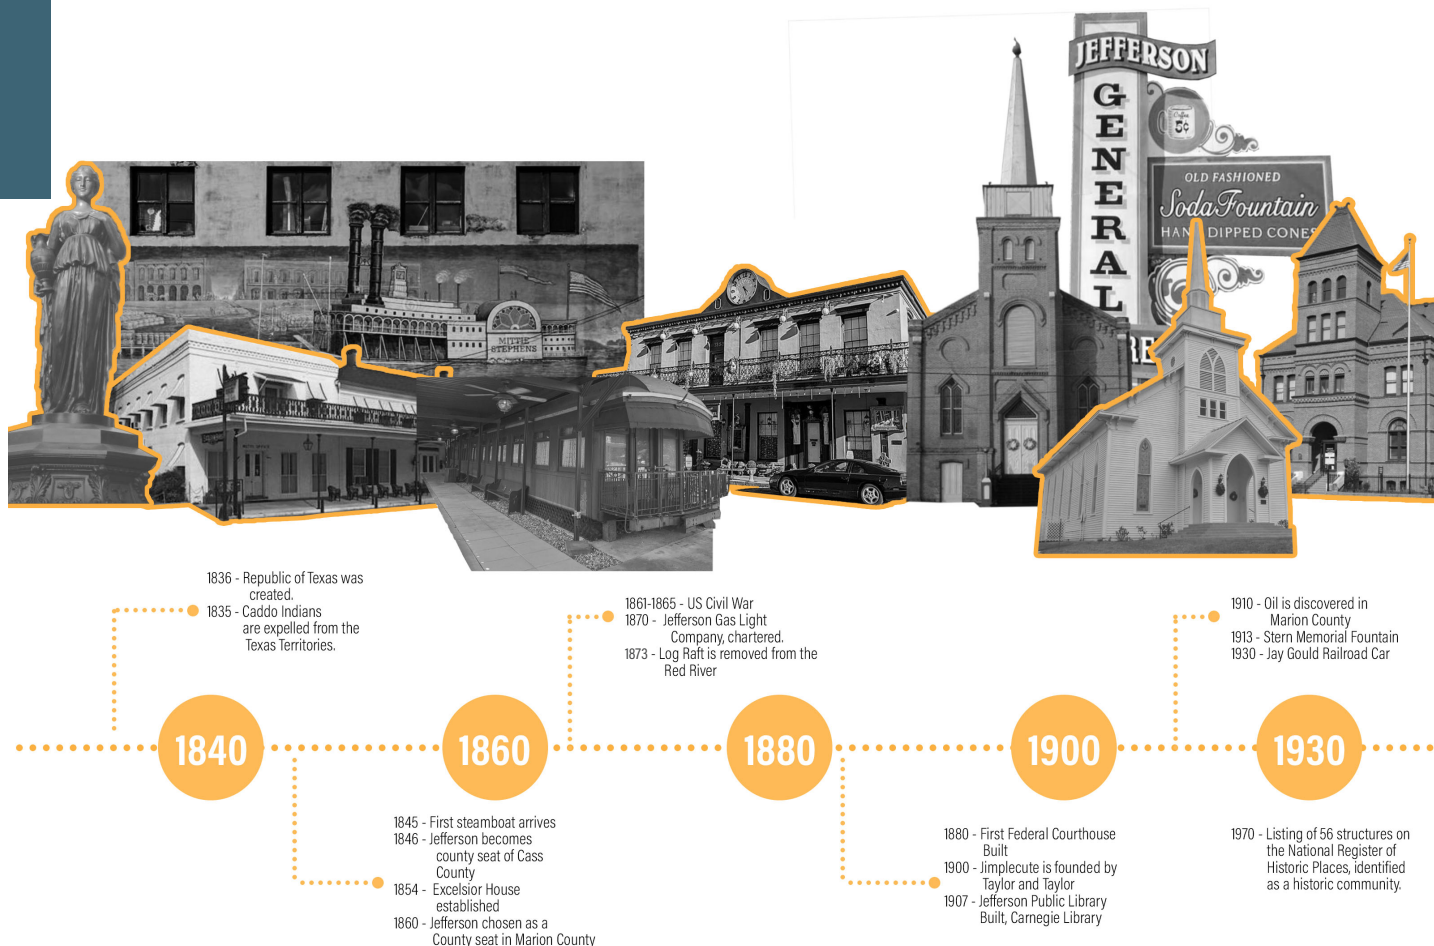 JEFFERSON
GENERAL
Coffee
5¢
OLD FASHIONED
Soda Fountain
HAND DIPPED CONES
MITTIE
STEPHENS
1836 - Republic of Texas was
created.
1835 - Caddo Indians
are expelled from the
Texas Territories.
1861-1865 - US Civil War
1870 - Jefferson Gas Light
Company, chartered.
1873 - Log Raft is removed from the
Red River
1910 - Oil is discovered in
Marion County
1913 - Stern Memorial Fountain
1930 - Jay Gould Railroad Car
1840
1860
1880
1900
1930
1845 - First steamboat arrives
1846 - Jefferson becomes
county seat of Cass
County
1854 - Excelsior House
established
1860 - Jefferson chosen as a
County seat in Marion County
1880 - First Federal Courthouse
Built
1900 - Jimplecute is founded by
Taylor and Taylor
1907 - Jefferson Public Library
Built, Carnegie Library
1970 - Listing of 56 structures on
the National Register of
Historic Places, identified
as a historic community.